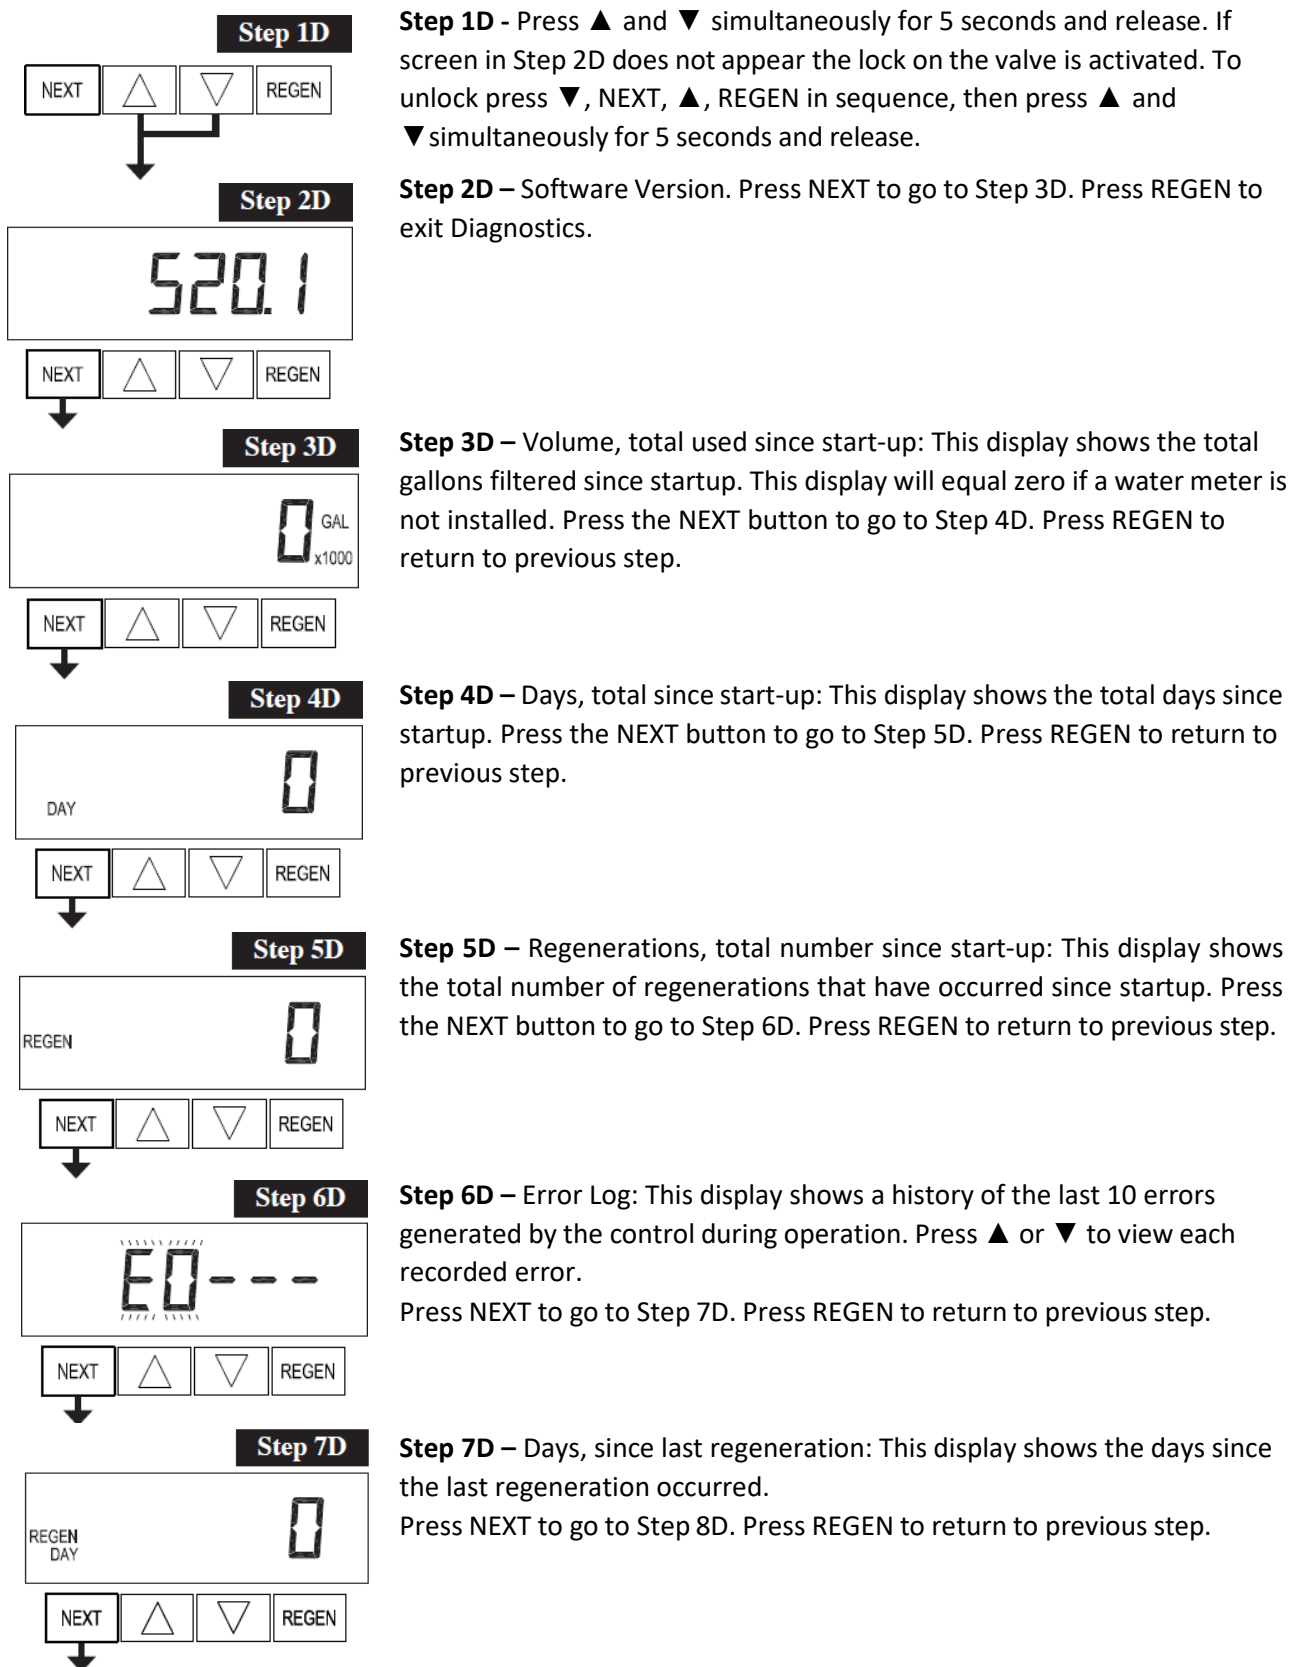 Step 1D
NEXT △ ▽ REGEN
Step 1D - Press ▲ and ▼ simultaneously for 5 seconds and release. If
screen in Step 2D does not appear the lock on the valve is activated. To
unlock press ▼, NEXT, ▲, REGEN in sequence, then press ▲ and
▼simultaneously for 5 seconds and release.
Step 2D
520.1
NEXT △ ▽ REGEN
Step 2D – Software Version. Press NEXT to go to Step 3D. Press REGEN to
exit Diagnostics.
Step 3D
0 GAL
x1000
NEXT △ ▽ REGEN
Step 3D – Volume, total used since start-up: This display shows the total
gallons filtered since startup. This display will equal zero if a water meter is
not installed. Press the NEXT button to go to Step 4D. Press REGEN to
return to previous step.
Step 4D
DAY 0
NEXT △ ▽ REGEN
Step 4D – Days, total since start-up: This display shows the total days since
startup. Press the NEXT button to go to Step 5D. Press REGEN to return to
previous step.
Step 5D
REGEN 0
NEXT △ ▽ REGEN
Step 5D – Regenerations, total number since start-up: This display shows
the total number of regenerations that have occurred since startup. Press
the NEXT button to go to Step 6D. Press REGEN to return to previous step.
Step 6D
E0---
NEXT △ ▽ REGEN
Step 6D – Error Log: This display shows a history of the last 10 errors
generated by the control during operation. Press ▲ or ▼ to view each
recorded error.
Press NEXT to go to Step 7D. Press REGEN to return to previous step.
Step 7D
REGEN
DAY 0
NEXT △ ▽ REGEN
Step 7D – Days, since last regeneration: This display shows the days since
the last regeneration occurred.
Press NEXT to go to Step 8D. Press REGEN to return to previous step.